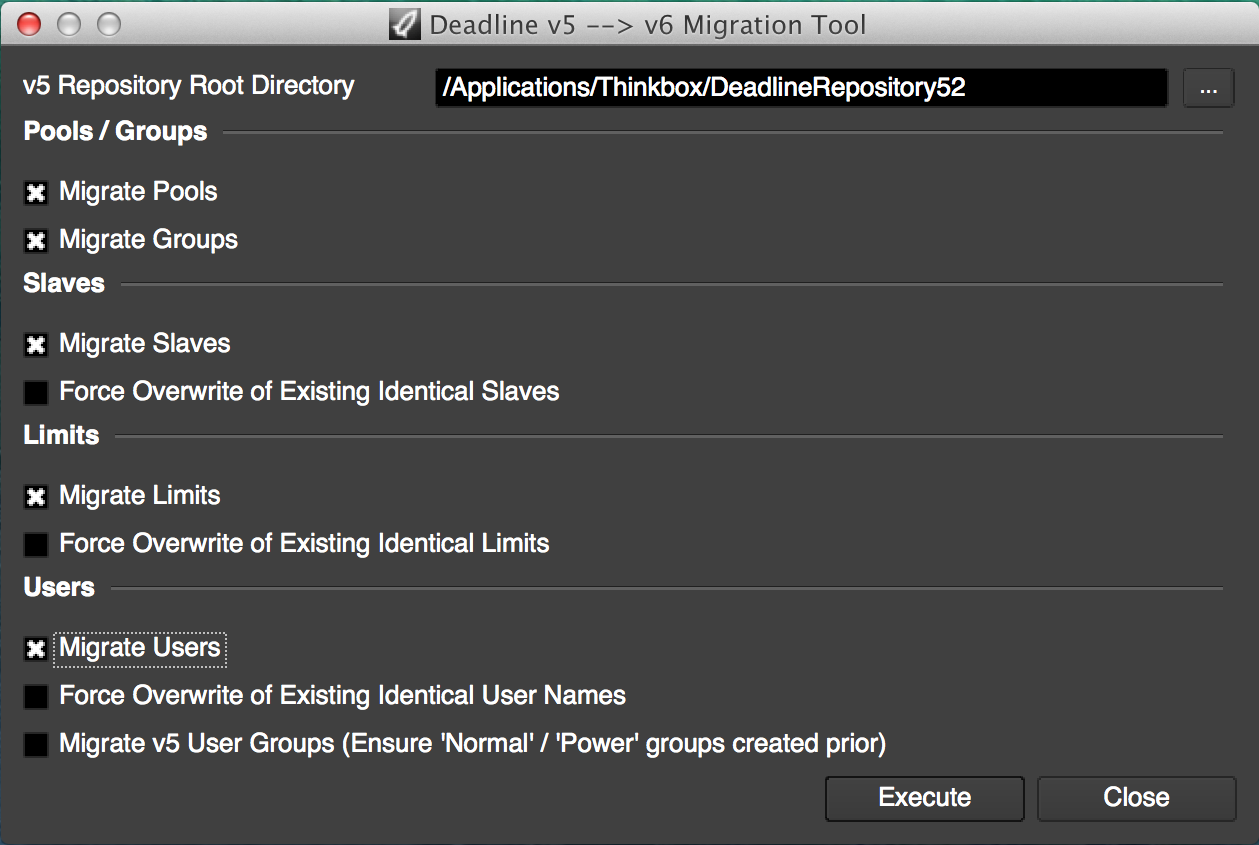 Deadline v5 --> v6 Migration Tool
v5 Repository Root Directory /Applications/Thinkbox/DeadlineRepository52 ...
Pools / Groups
Migrate Pools
Migrate Groups
Slaves
Migrate Slaves
Force Overwrite of Existing Identical Slaves
Limits
Migrate Limits
Force Overwrite of Existing Identical Limits
Users
Migrate Users
Force Overwrite of Existing Identical User Names
Migrate v5 User Groups (Ensure 'Normal' / 'Power' groups created prior)
Execute Close